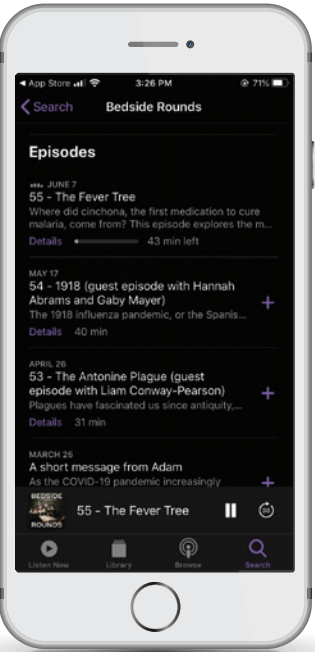 App Store
3:26 PM
71%
Search
Bedside Rounds
Episodes
JUNE 7
55 - The Fever Tree
Where did cinchona, the first medication to cure
malaria, come from? This episode explores the m...
Details
43 min left
MAY 17
54 - 1918 (guest episode with Hannah
Abrams and Gaby Mayer)
The 1918 influenza pandemic, or the Spanis...
Details 40 min
APRIL 26
53 - The Antonine Plague (guest
episode with Liam Conway-Pearson)
Plagues have fascinated us since antiquity,...
Details 31 min
MARCH 25
A short message from Adam
As the COVID-19 pandemic increasingly
BEDSIDE
ROUNDS
55 - The Fever Tree
30
Listen Now
Library
Browse
Search